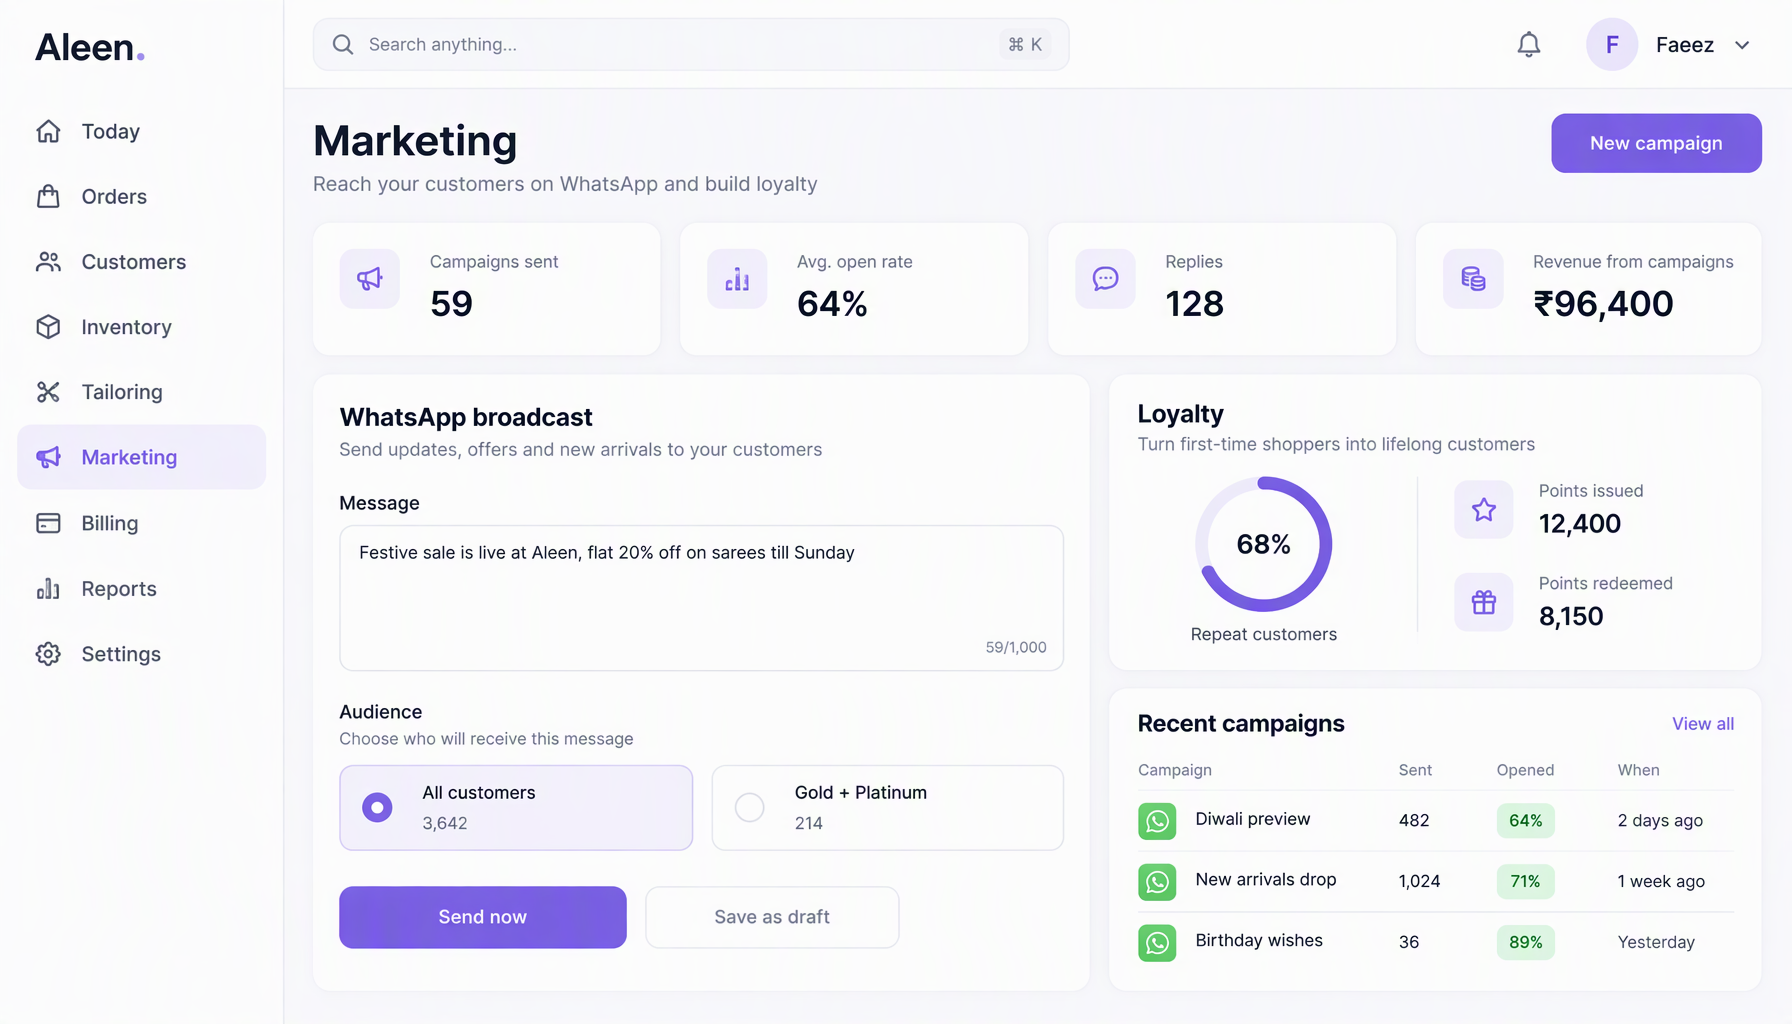 Aleen.
Search anything...
⌘ K
F
Faeez
Today
Orders
Customers
Inventory
Tailoring
Marketing
Billing
Reports
Settings
Marketing
Reach your customers on WhatsApp and build loyalty
New campaign
Campaigns sent
59
Avg. open rate
64%
Replies
128
Revenue from campaigns
₹96,400
WhatsApp broadcast
Send updates, offers and new arrivals to your customers
Message
Festive sale is live at Aleen, flat 20% off on sarees till Sunday
59/1,000
Audience
Choose who will receive this message
All customers
3,642
Gold + Platinum
214
Send now
Save as draft
Loyalty
Turn first-time shoppers into lifelong customers
68%
Repeat customers
Points issued
12,400
Points redeemed
8,150
Recent campaigns
View all
Campaign Sent Opened When
Diwali preview 482 64% 2 days ago
New arrivals drop 1,024 71% 1 week ago
Birthday wishes 36 89% Yesterday